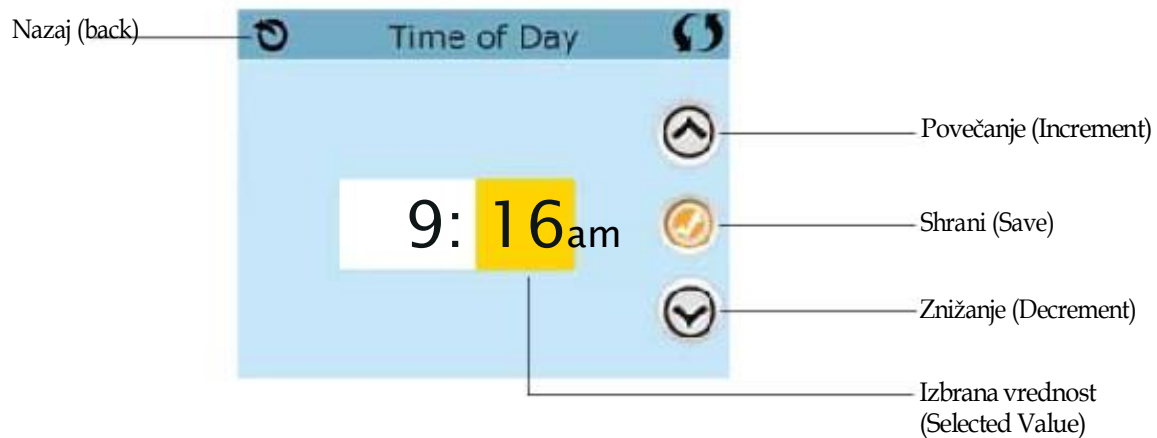 Nazaj (back)
Time of Day
Povečanje (Increment)
9: 16am
Shrani (Save)
Znižanje (Decrement)
Izbrana vrednost
(Selected Value)